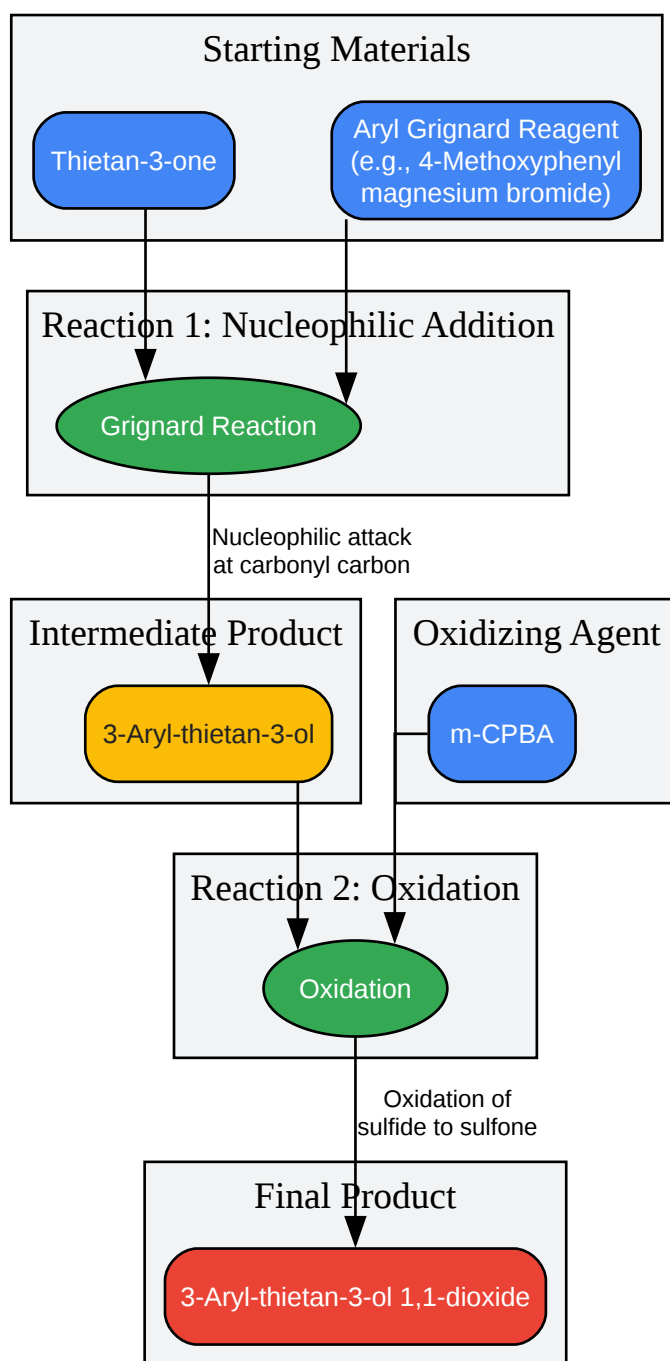 Starting Materials
Thietan-3-one
Aryl Grignard Reagent
(e.g., 4-Methoxyphenyl
magnesium bromide)
Reaction 1: Nucleophilic Addition
Grignard Reaction
Nucleophilic attack
at carbonyl carbon
Intermediate Product
3-Aryl-thietan-3-ol
Oxidizing Agent
m-CPBA
Reaction 2: Oxidation
Oxidation
Oxidation of
sulfide to sulfone
Final Product
3-Aryl-thietan-3-ol 1,1-dioxide